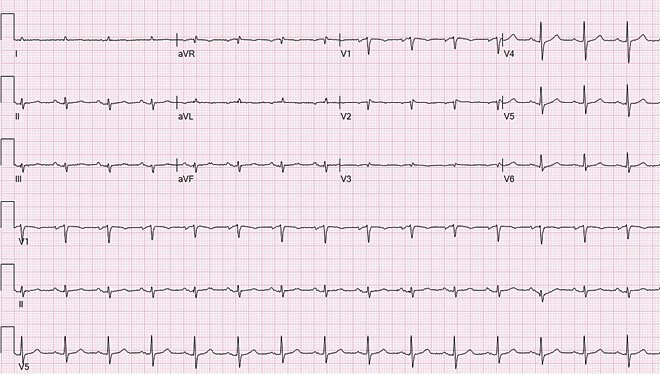 I aVR V1 V4
II aVL V2 V5
III aVF V3 V6
V1
II
V5